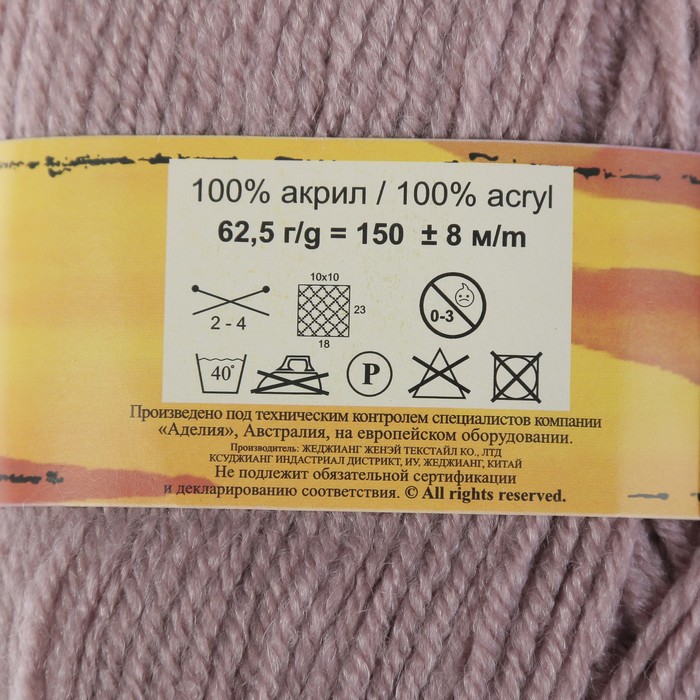 100% акрил / 100% acryl
62,5 г/g = 150 ± 8 м/m
10x10
23
18
2 - 4
0-3
40°
P
Произведено под техническим контролем специалистов компании
«Аделия», Австралия, на европейском оборудовании.
Производитель: ЖЕДЖИАНГ ЖЕНЭЙ ТЕКСТАЙЛ КО., ЛТД
КСУДЖИАНГ ИНДАСТРИАЛ ДИСТРИКТ, ИУ, ЖЕДЖИАНГ, КИТАЙ
Не подлежит обязательной сертификации
и декларированию соответствия. © All rights reserved.